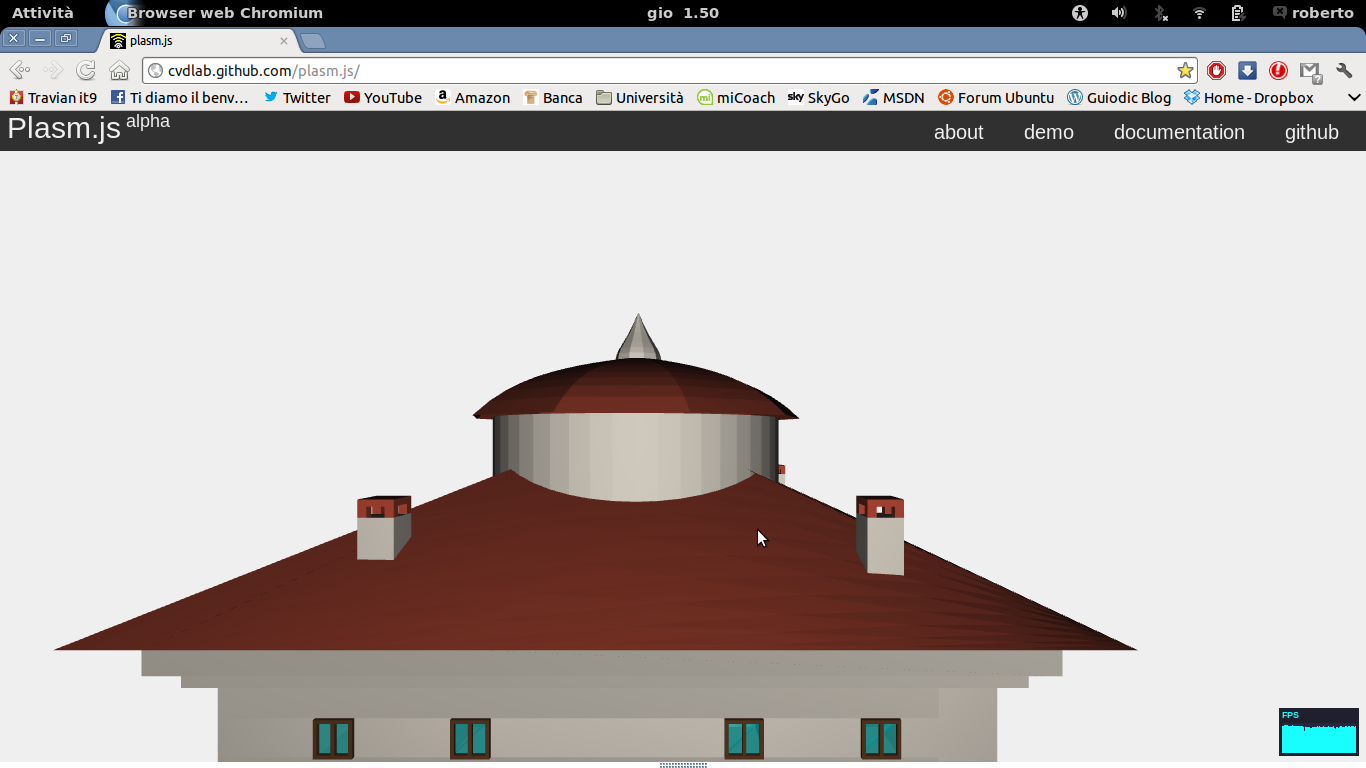 Attività Browser web Chromium gio 1.50 roberto
plasm.js
cvdlab.github.com/plasm.js/
Travian it9 Ti diamo il benv... Twitter YouTube Amazon Banca Università miCoach sky SkyGo MSDN Forum Ubuntu Guiodic Blog Home - Dropbox
Plasm.js alpha about demo documentation github
FPS